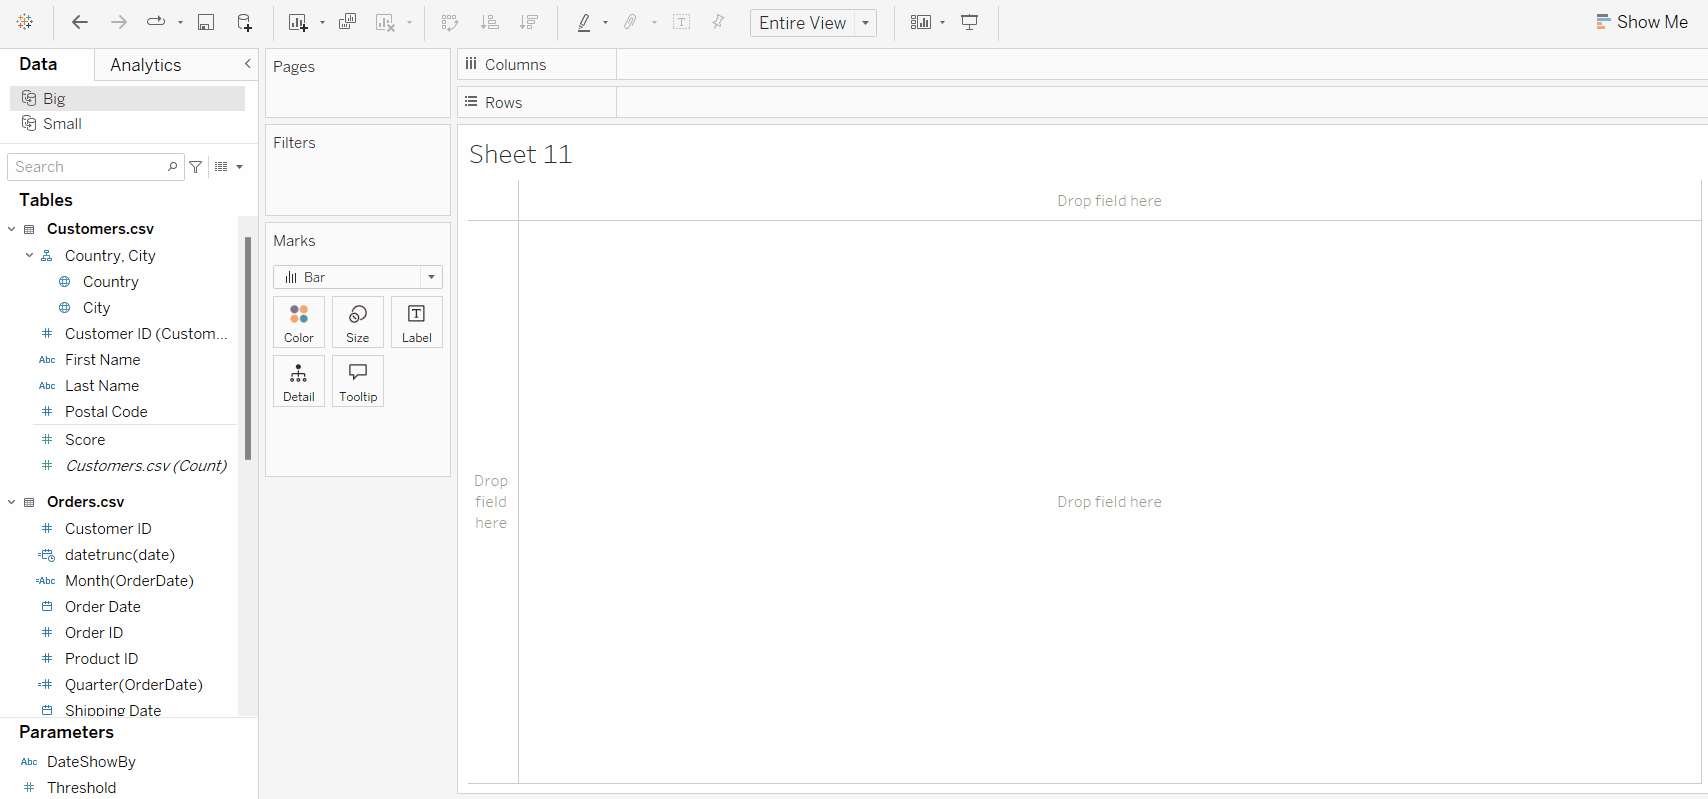 Entire View
Show Me
Data
Analytics
Big
Small
Search
Tables
Customers.csv
Country, City
Country
City
Customer ID (Custom...
Abc First Name
Abc Last Name
Postal Code
Score
Customers.csv (Count)
Orders.csv
Customer ID
datetrunc(date)
=Abc Month(OrderDate)
Order Date
Order ID
Product ID
Quarter(OrderDate)
Shipping Date
Parameters
Abc DateShowBy
Threshold
Pages
Filters
Marks
Bar
Color Size Label
Detail Tooltip
Columns
Rows
Sheet 11
Drop field here
Drop
field
here
Drop field here